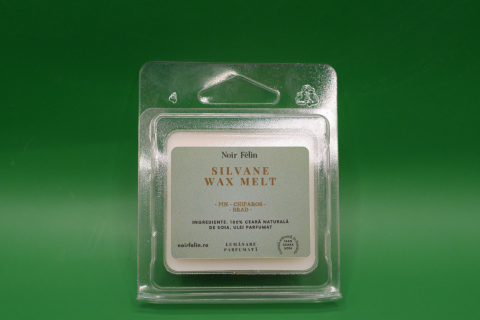 Noir Félin
SILVANE
WAX MELT
- PIN - CHIPAROS -
- BRAD -
INGREDIENTE: 100% CEARĂ NATURALĂ
DE SOIA, ULEI PARFUMAT
noirfelin.ro
LUMÂNARE
PARFUMATĂ